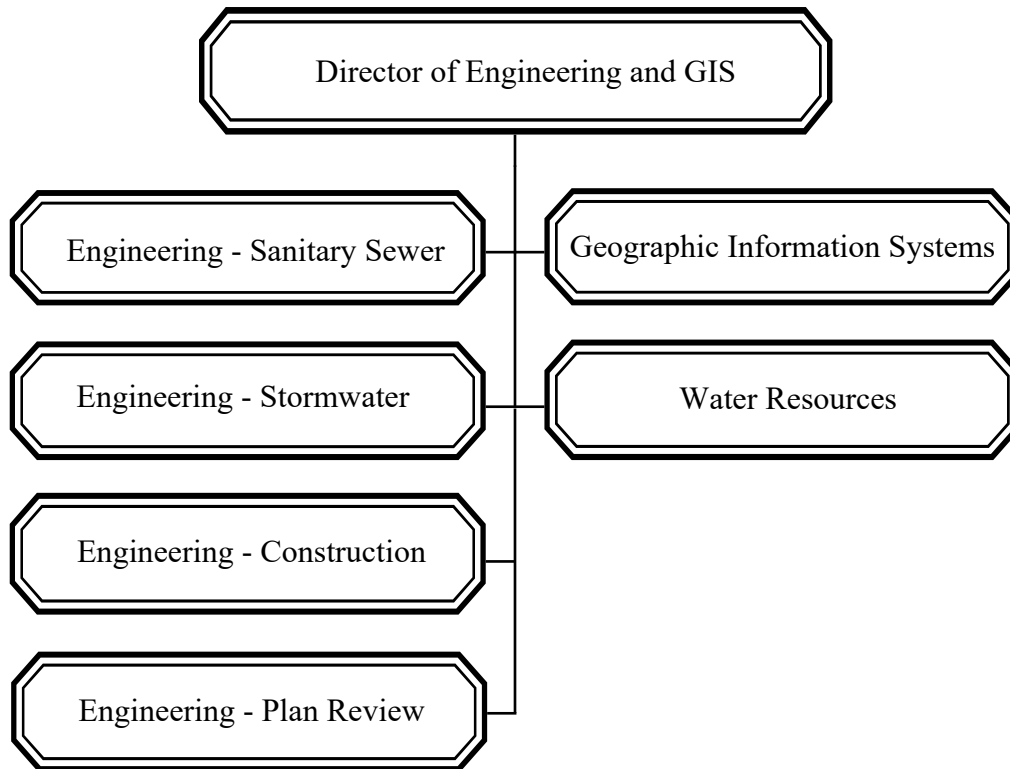 Director of Engineering and GIS
Engineering - Sanitary Sewer
Geographic Information Systems
Engineering - Stormwater
Water Resources
Engineering - Construction
Engineering - Plan Review